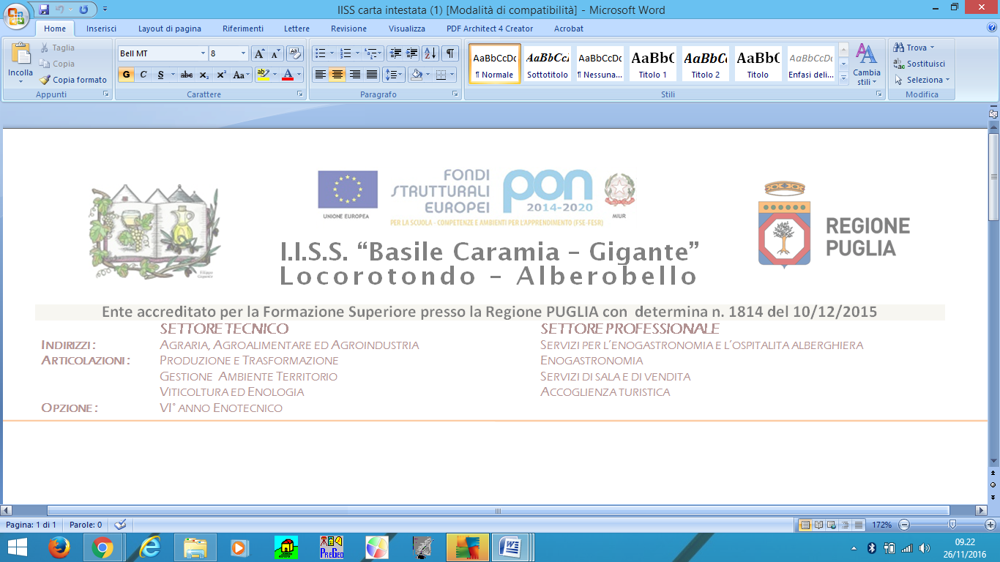 IISS carta intestata (1) [Modalità di compatibilità] - Microsoft Word
Home Inserisci Layout di pagina Riferimenti Lettere Revisione Visualizza PDF Architect 4 Creator Acrobat
Incolla
Taglia
Copia
Copia formato
Appunti
Bell MT 8
G C S abc x₂ x² Aa
Carattere
Paragrafo
AaBbCcDc AaBbCcI AaBbCcDc AaBbC AaBbCc AaBbC AaBbCcDc
¶ Normale Sottotitolo ¶ Nessuna... Titolo 1 Titolo 2 Titolo Enfasi deli...
Stili
Cambia
stili
Trova
Sostituisci
Seleziona
Modifica
UNIONE EUROPEA
FONDI
STRUTTURALI
EUROPEI
pon
2014-2020
MIUR
PER LA SCUOLA - COMPETENZE E AMBIENTI PER L'APPRENDIMENTO (FSE-FESR)
REGIONE
PUGLIA
I.I.S.S. “Basile Caramia – Gigante”
Locorotondo – Alberobello
Ente accreditato per la Formazione Superiore presso la Regione PUGLIA con determina n. 1814 del 10/12/2015
SETTORE TECNICO SETTORE PROFESSIONALE
INDIRIZZI : AGRARIA, AGROALIMENTARE ED AGROINDUSTRIA SERVIZI PER L'ENOGASTRONOMIA E L'OSPITALITA ALBERGHIERA
ARTICOLAZIONI : PRODUZIONE E TRASFORMAZIONE ENOGASTRONOMIA
GESTIONE AMBIENTE TERRITORIO SERVIZI DI SALA E DI VENDITA
VITICOLTURA ED ENOLOGIA ACCOGLIENZA TURISTICA
OPZIONE : VI° ANNO ENOTECNICO
Pagina: 1 di 1 Parole: 0 172%
PREGEO
09.22
26/11/2016